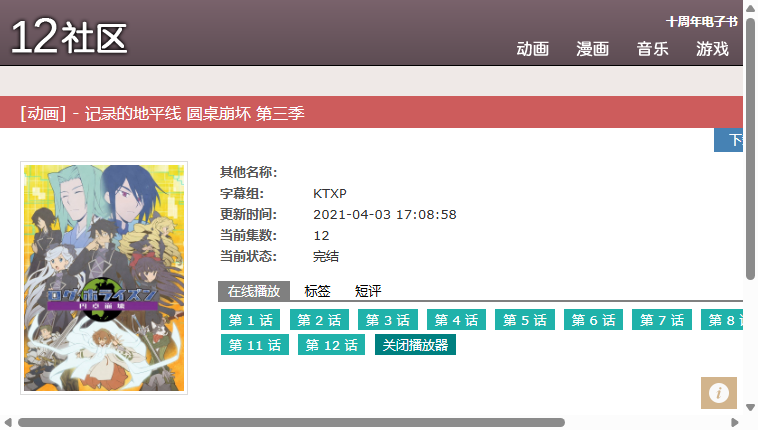 12社区
十周年电子书
动画 漫画 音乐 游戏
[动画] - 记录的地平线 圆桌崩坏 第三季
下
其他名称:
字幕组: KTXP
更新时间: 2021-04-03 17:08:58
当前集数: 12
当前状态: 完结
ログ・ホライズン
円卓崩壊
在线播放 标签 短评
第 1 话 第 2 话 第 3 话 第 4 话 第 5 话 第 6 话 第 7 话 第 8
第 11 话 第 12 话 关闭播放器
i